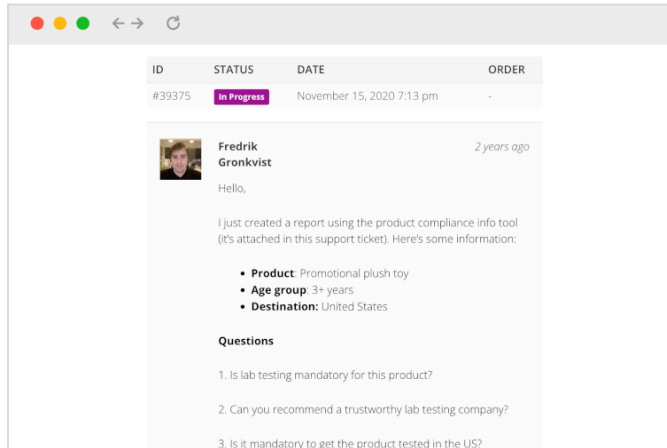 ID STATUS DATE ORDER
#39375 In Progress November 15, 2020 7:13 pm -
Fredrik 2 years ago
Gronkvist
Hello,
I just created a report using the product compliance info tool
(it's attached in this support ticket). Here's some information:
• Product: Promotional plush toy
• Age group: 3+ years
• Destination: United States
Questions
1. Is lab testing mandatory for this product?
2. Can you recommend a trustworthy lab testing company?
3. Is it mandatory to get the product tested in the US?